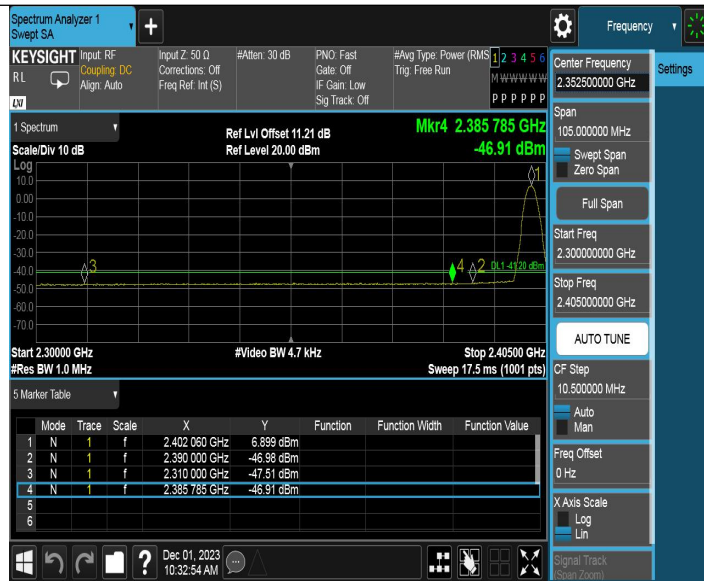 Spectrum Analyzer 1
Swept SA
+
Frequency
KEYSIGHT
RL
LXI
Input: RF
Coupling: DC
Align: Auto
Input Z: 50 Ω
Corrections: Off
Freq Ref: Int (S)
#Atten: 30 dB
PNO: Fast
Gate: Off
IF Gain: Low
Sig Track: Off
#Avg Type: Power (RMS
Trig: Free Run
1 2 3 4 5 6
M W W W W W
P P P P P P
Center Frequency
2.352500000 GHz
Settings
Span
105.000000 MHz
Swept Span
Zero Span
Full Span
Start Freq
2.300000000 GHz
Stop Freq
2.405000000 GHz
AUTO TUNE
CF Step
10.500000 MHz
Auto
Man
Freq Offset
0 Hz
X Axis Scale
Log
Lin
Signal Track
(Span Zoom)
1 Spectrum
Scale/Div 10 dB
Ref Lvl Offset 11.21 dB
Ref Level 20.00 dBm
Mkr4 2.385 785 GHz
-46.91 dBm
Log
10.0
0.00
-10.0
-20.0
-30.0
-40.0
-50.0
-60.0
-70.0
1
3
4
2
DL1 -41.20 dBm
Start 2.30000 GHz
#Res BW 1.0 MHz
#Video BW 4.7 kHz
Stop 2.40500 GHz
Sweep 17.5 ms (1001 pts)
5 Marker Table
Mode Trace Scale X Y Function Function Width Function Value
1 N 1 f 2.402 060 GHz 6.899 dBm
2 N 1 f 2.390 000 GHz -46.98 dBm
3 N 1 f 2.310 000 GHz -47.51 dBm
4 N 1 f 2.385 785 GHz -46.91 dBm
5
6
?
Dec 01, 2023
10:32:54 AM